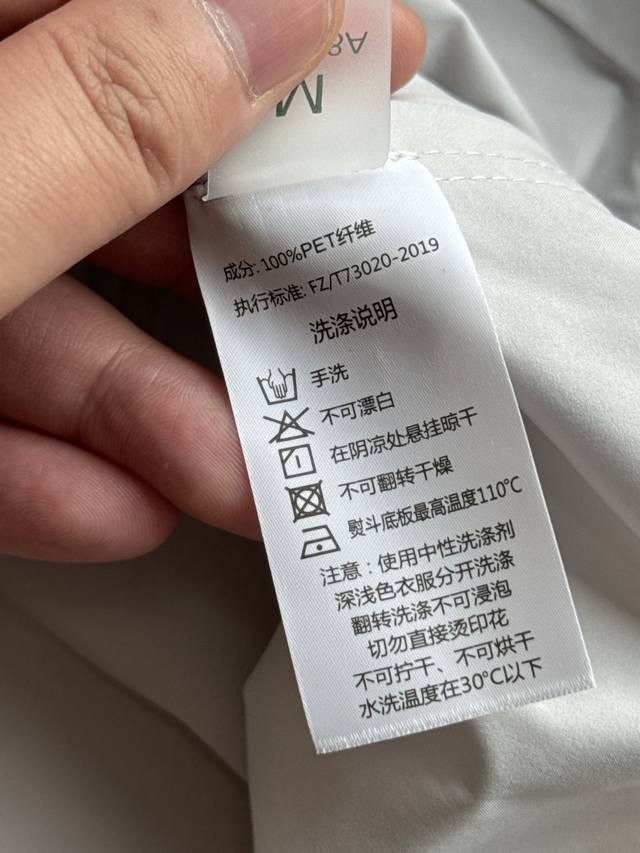 A8
M
成分: 100%PET纤维
执行标准: FZ/T73020-2019
洗涤说明
手洗
不可漂白
在阴凉处悬挂晾干
不可翻转干燥
熨斗底板最高温度110℃
注意：使用中性洗涤剂
深浅色衣服分开洗涤
翻转洗涤不可浸泡
切勿直接烫印花
不可拧干、不可烘干
水洗温度在30℃以下